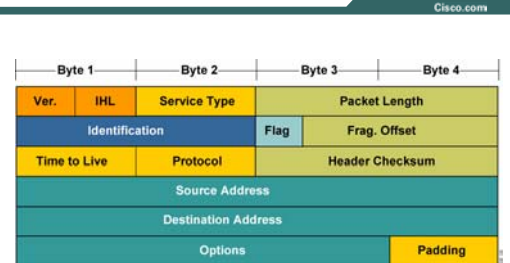 Cisco.com
Byte 1 Byte 2 Byte 3 Byte 4
Ver. IHL Service Type Packet Length
Identification Flag Frag. Offset
Time to Live Protocol Header Checksum
Source Address
Destination Address
Options Padding